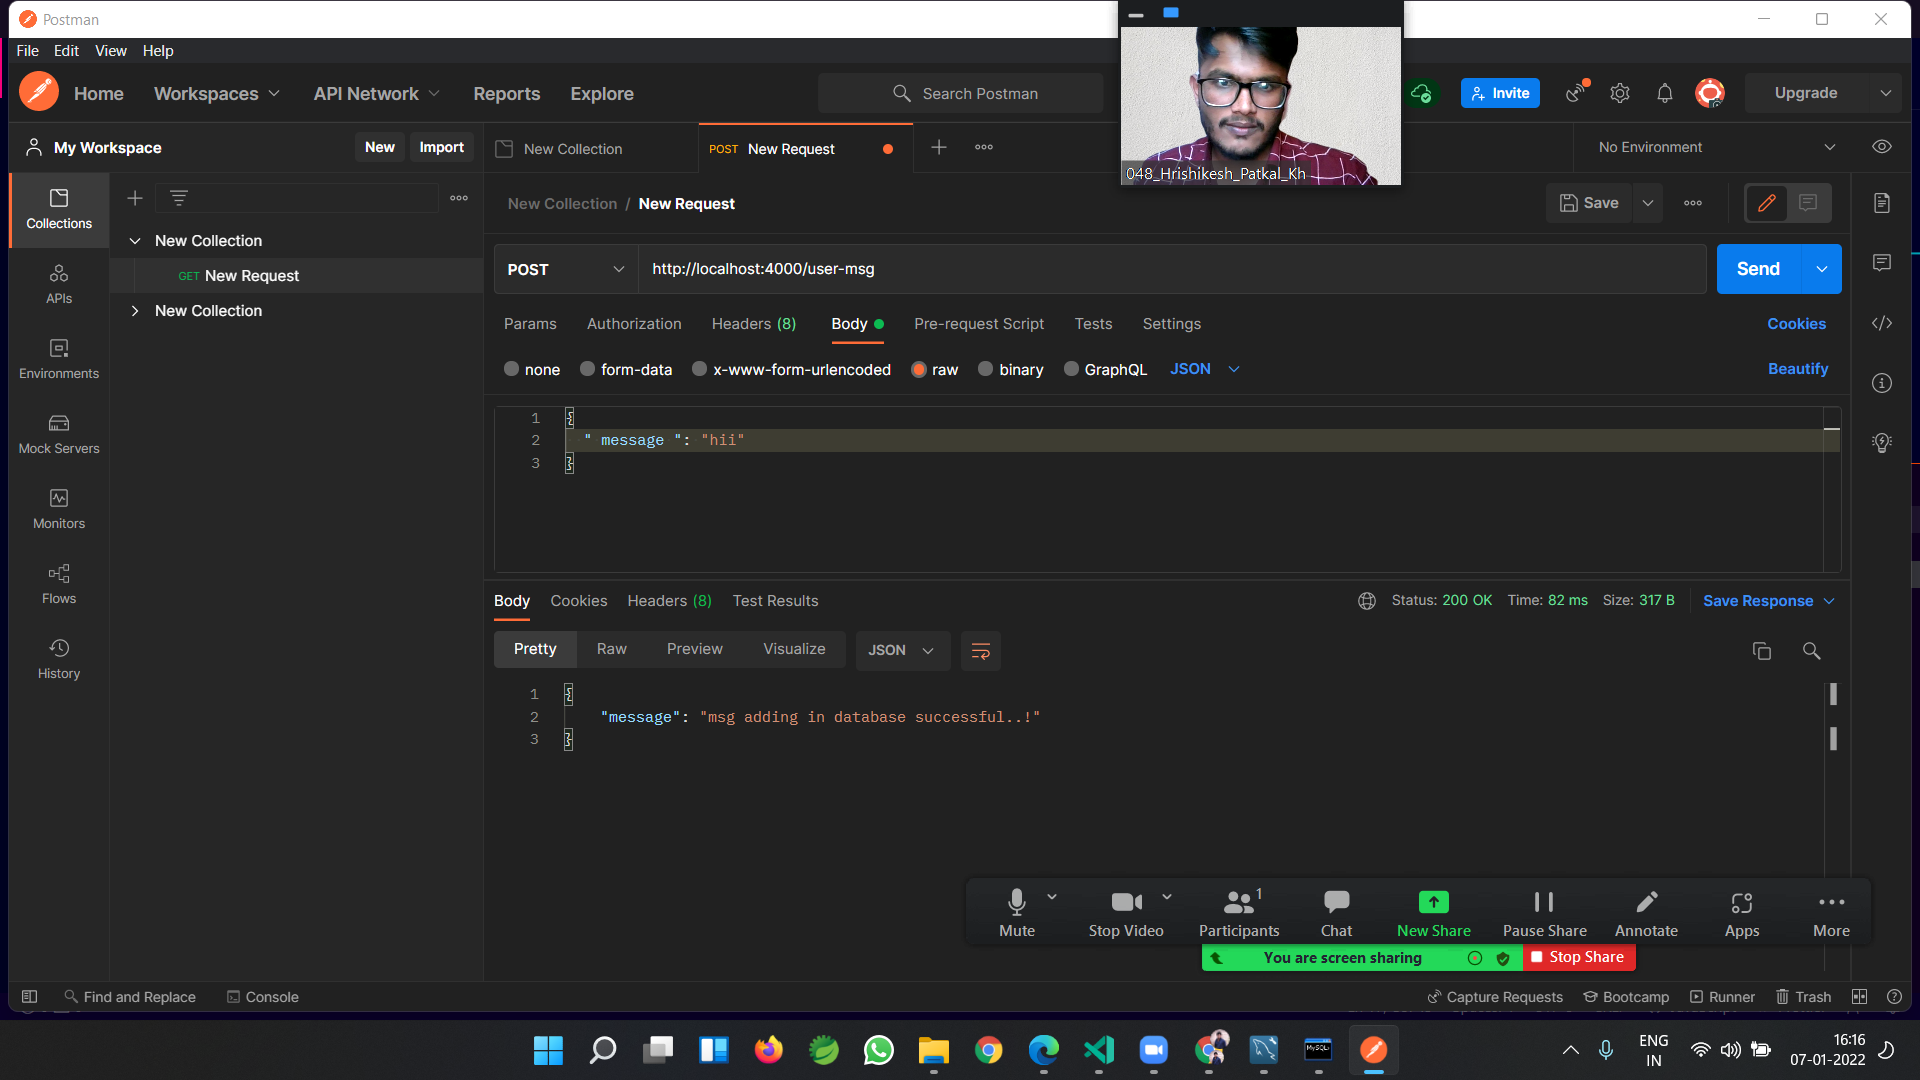 Postman
File Edit View Help
Home Workspaces API Network Reports Explore Search Postman Invite Upgrade
My Workspace New Import New Collection POST New Request No Environment
048_Hrishikesh_Patkal_Kh
Collections
New Collection / New Request Save
New Collection
GET New Request
New Collection
APIs
Environments
Mock Servers
Monitors
Flows
History
POST http://localhost:4000/user-msg Send
Params Authorization Headers (8) Body Pre-request Script Tests Settings Cookies
none form-data x-www-form-urlencoded raw binary GraphQL JSON Beautify
1 {
2 " message ": "hii"
3 }
Body Cookies Headers (8) Test Results Status: 200 OK Time: 82 ms Size: 317 B Save Response
Pretty Raw Preview Visualize JSON
1 {
2 "message": "msg adding in database successful..!"
3 }
1
Mute Stop Video Participants Chat New Share Pause Share Annotate Apps More
You are screen sharing Stop Share
Find and Replace Console Capture Requests Bootcamp Runner Trash
MySQL
ENG
IN
16:16
07-01-2022